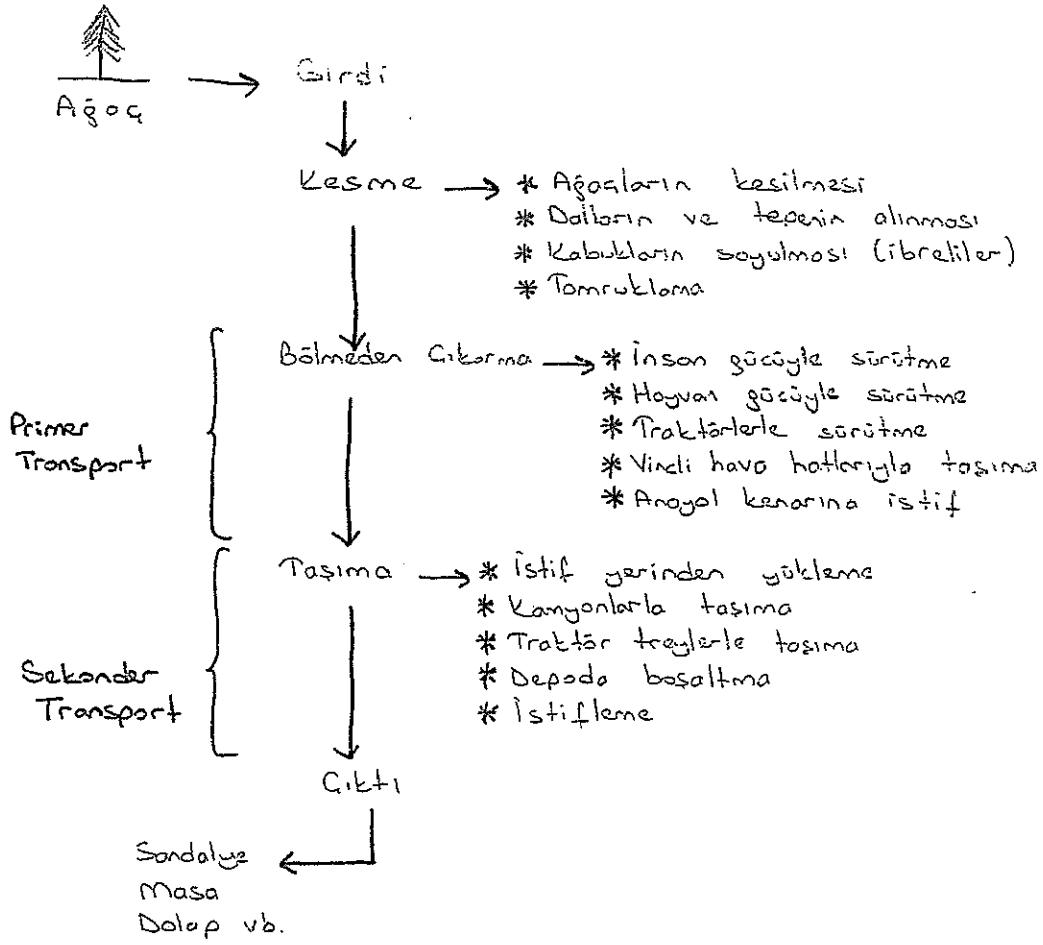 Ağaç
Girdi
Kesme
* Ağaçların kesilmesi
* Dalların ve tepenin alınması
* Kabukların soyulması (ibreliler)
* Tomruklama
Primer
Transport
Bölmeden Çıkarma
* İnsan gücüyle sürütme
* Hayvan gücüyle sürütme
* Traktörlerle sürütme
* Vinçli hava hatlarıyla taşıma
* Anayol kenarına istif
Sekonder
Transport
Taşıma
* İstif yerinden yükleme
* Kamyonlarla taşıma
* Traktör treylerle taşıma
* Depoda boşaltma
* İstifleme
Çıktı
Sandalye
Masa
Dolap vb.